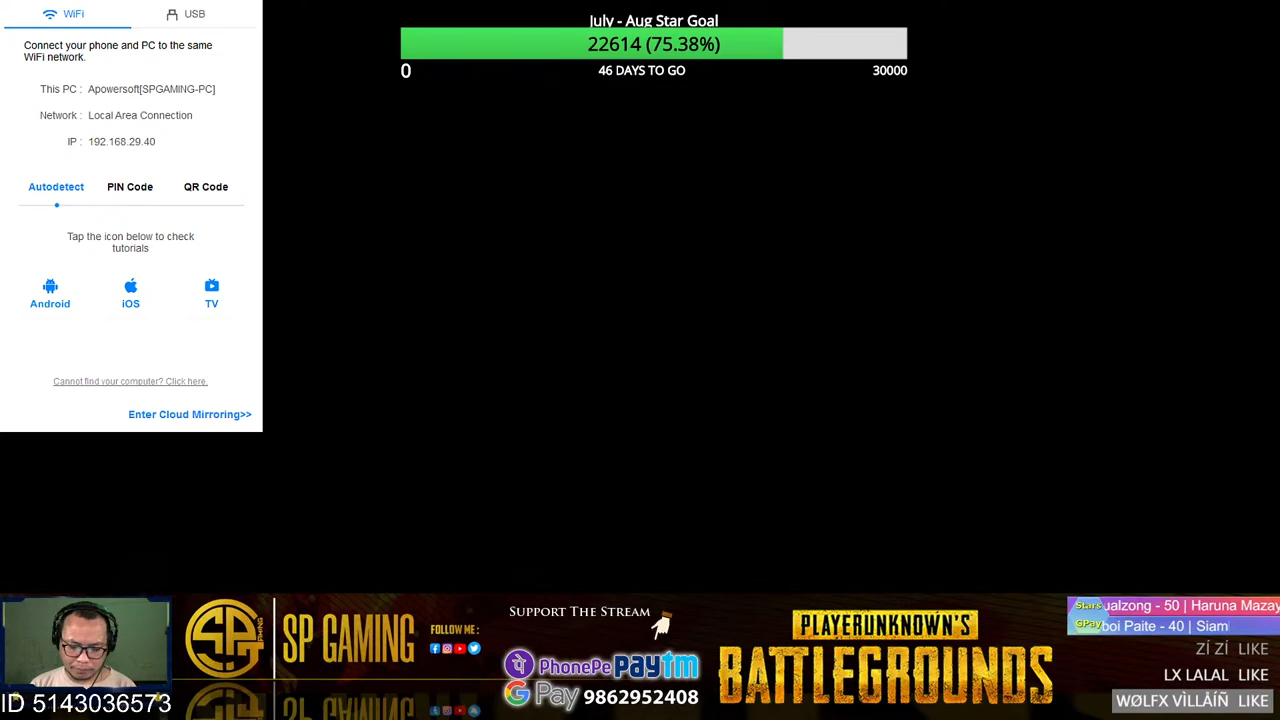 WiFi
USB
Connect your phone and PC to the same
WiFi network.
This PC : Apowersoft[SPGAMING-PC]
Network : Local Area Connection
IP : 192.168.29.40
Autodetect
PIN Code
QR Code
Tap the icon below to check
tutorials
Android
iOS
TV
Cannot find your computer? Click here.
Enter Cloud Mirroring>>
July - Aug Star Goal
22614 (75.38%)
0
46 DAYS TO GO
30000
SP GAMING
FOLLOW ME :
SUPPORT THE STREAM
PhonePe paytm
G Pay 9862952408
PLAYERUNKNOWN'S
BATTLEGROUNDS
Stars
ualzong - 50 | Haruna Mazay
GPay
boi Paite - 40 | Siam
ZÍ ZÍ LIKE
LX LALAL LIKE
WØLFX VÌLLÅÍÑ LIKE
ID 5143036573